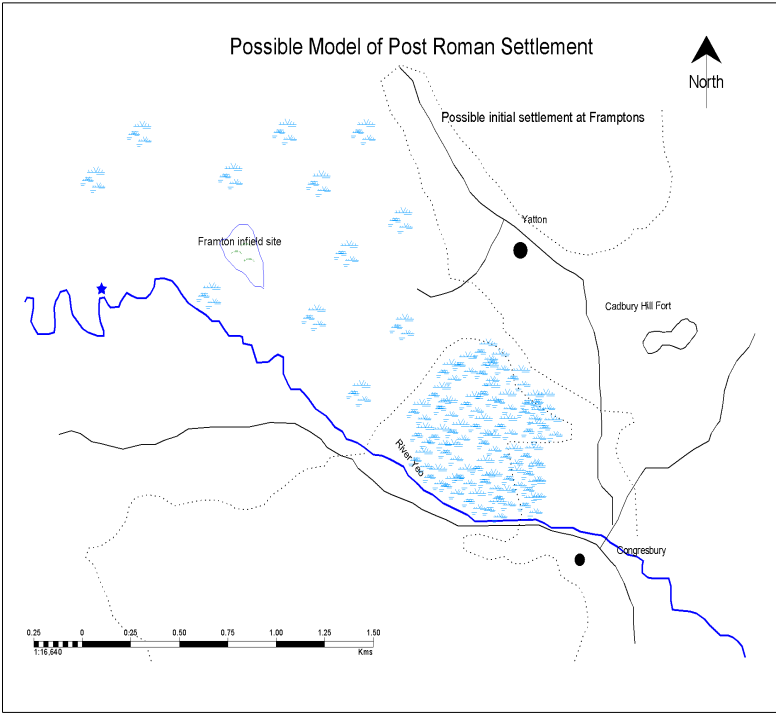 Possible Model of Post Roman Settlement
North
Possible initial settlement at Framptons
Yatton
Framton infield site
Cadbury Hill Fort
River Yeo
Congresbury
0.25 0 0.25 0.50 0.75 1.00 1.25 1.50
1:16,640 Kms